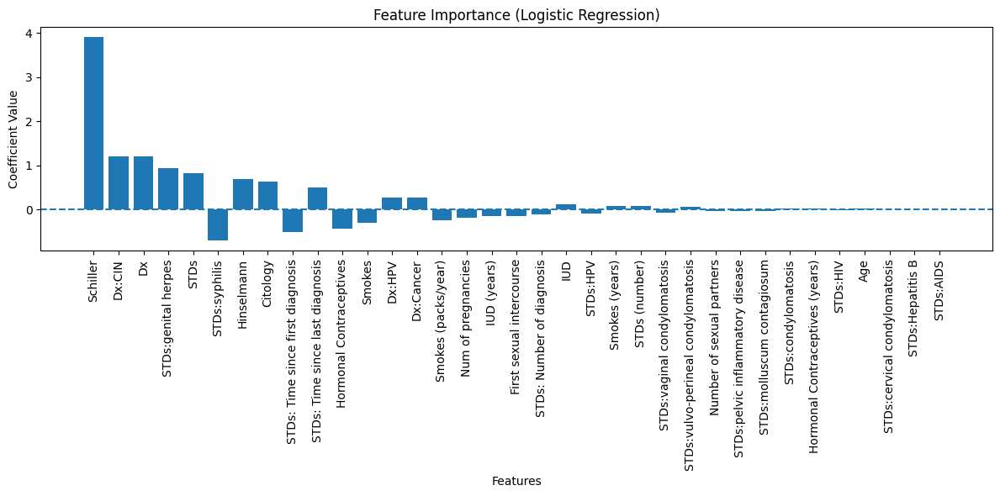 Feature Importance (Logistic Regression)
Coefficient Value
4
3
2
1
0
Schiller
Dx:CIN
Dx
STDs:genital herpes
STDs
STDs:syphilis
Hinselmann
Citology
STDs: Time since first diagnosis
STDs: Time since last diagnosis
Hormonal Contraceptives
Smokes
Dx:HPV
Dx:Cancer
Smokes (packs/year)
Num of pregnancies
IUD (years)
First sexual intercourse
STDs: Number of diagnosis
IUD
STDs:HPV
Smokes (years)
STDs (number)
STDs:vaginal condylomatosis
STDs:vulvo-perineal condylomatosis
Number of sexual partners
STDs:pelvic inflammatory disease
STDs:molluscum contagiosum
STDs:condylomatosis
Hormonal Contraceptives (years)
STDs:HIV
Age
STDs:cervical condylomatosis
STDs:Hepatitis B
STDs:AIDS
Features